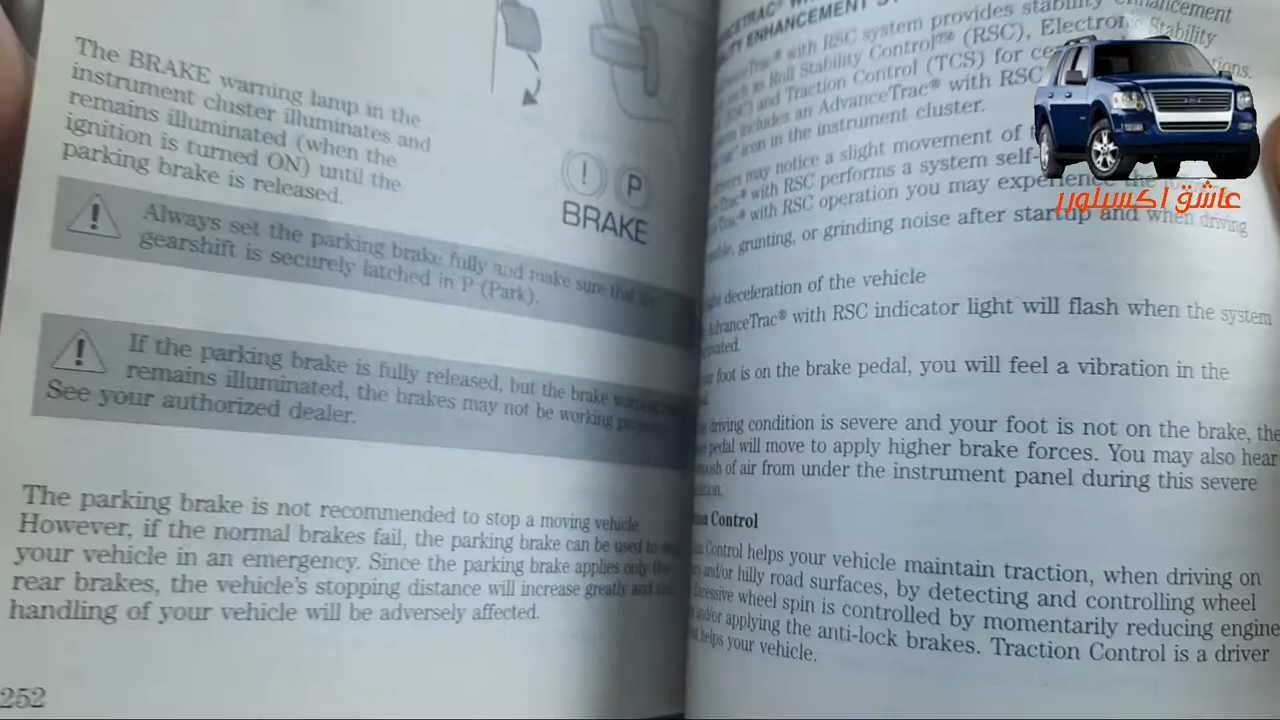 The BRAKE warning lamp in the
instrument cluster illuminates and
remains illuminated (when the
ignition is turned ON) until the
parking brake is released.
! P
BRAKE
Always set the parking brake fully and make sure that
gearshift is securely latched in P (Park).
If the parking brake is fully released, but the brake
remains illuminated, the brakes may not be working
See your authorized dealer.
The parking brake is not recommended to stop a moving vehicle.
However, if the normal brakes fail, the parking brake can be used to
your vehicle in an emergency. Since the parking brake applies only
rear brakes, the vehicle's stopping distance will increase greatly and
handling of your vehicle will be adversely affected.
252
ENHANCEMENT
with RSC system provides stability enhancement
Roll Stability Control™ (RSC), Electronic Stability
and Traction Control (TCS) for
includes an AdvanceTrac® with RSC
icon in the instrument cluster.
may notice a slight movement of
with RSC performs a system self-
with RSC operation you may experience
grunting, or grinding noise after startup and when driving
deceleration of the vehicle
AdvanceTrac® with RSC indicator light will flash when the system
foot is on the brake pedal, you will feel a vibration in the
driving condition is severe and your foot is not on the brake, the
pedal will move to apply higher brake forces. You may also hear
of air from under the instrument panel during this severe
Control
Control helps your vehicle maintain traction, when driving on
and/or hilly road surfaces, by detecting and controlling wheel
Excessive wheel spin is controlled by momentarily reducing engine
and/or applying the anti-lock brakes. Traction Control is a driver
helps your vehicle.
عاشق اكسبلورر